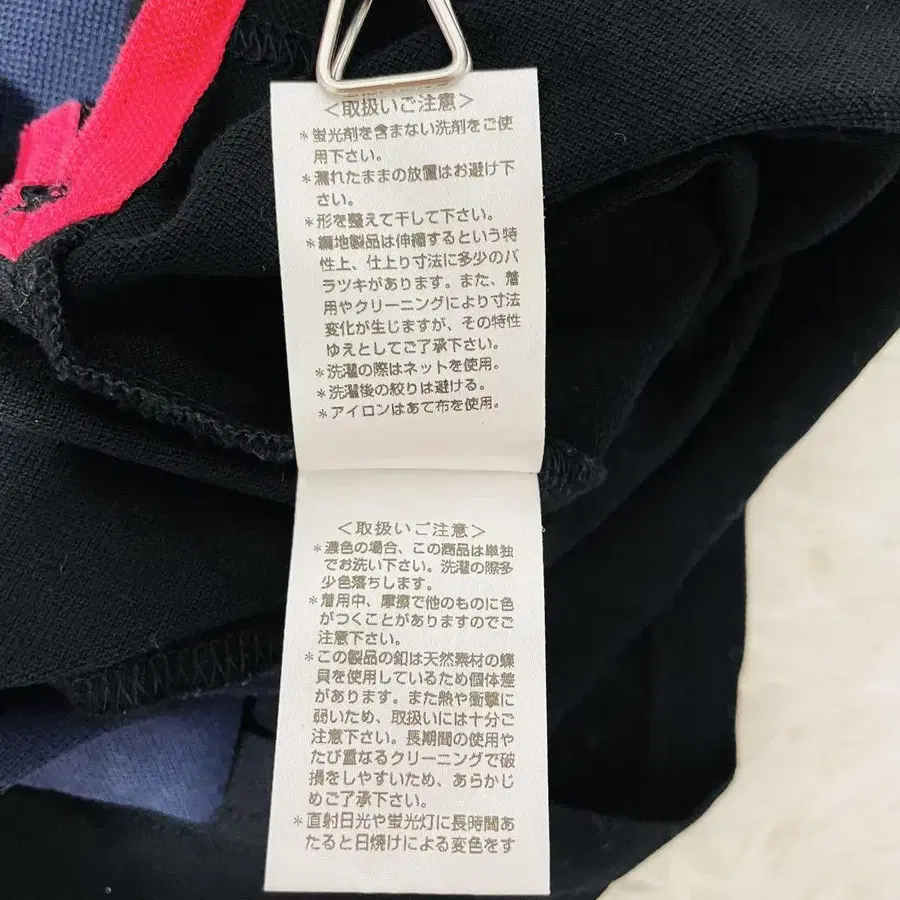 <取扱いご注意>
*蛍光剤を含まない洗剤をご使
用下さい。
*濡れたままの放置はお避け下
さい。
*形を整えて干して下さい。
*編地製品は伸縮するという特
性上、仕上り寸法に多少のバ
ラツキがあります。また、着
用やクリーニングにより寸法
変化が生じますが、その特性
ゆえとしてご了承下さい。
*洗濯の際はネットを使用。
*洗濯後の絞りは避ける。
*アイロンはあて布を使用。
<取扱いご注意>
*濃色の場合、この商品は単独
でお洗い下さい。洗濯の際多
少色落ちします。
*着用中、摩擦で他のものに色
がつくことがありますのでご
注意下さい。
*この製品の釦は天然素材の蝶
貝を使用しているため個体差
があります。また熱や衝撃に
弱いため、取扱いには十分ご
注意下さい。長期間の使用や
たび重なるクリーニングで破
損をしやすいため、あらかじ
めご了承下さい。
*直射日光や蛍光灯に長時間あ
たると日焼けによる変色をす